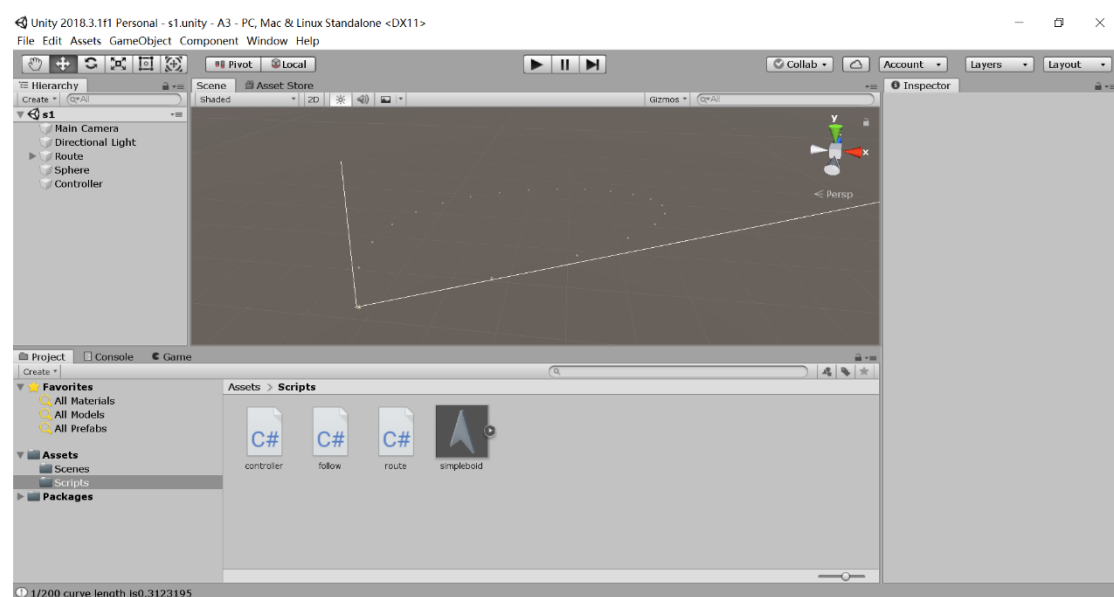 Unity 2018.3.1f1 Personal - s1.unity - A3 - PC, Mac & Linux Standalone <DX11>
File Edit Assets GameObject Component Window Help
Pivot Local Collab Account Layers Layout
Hierarchy
Create All
s1
Main Camera
Directional Light
Route
Sphere
Controller
Scene Asset Store
Shaded 2D Gizmos All
y
x
Persp
Inspector
Project Console Game
Create
Favorites
All Materials
All Models
All Prefabs
Assets
Scenes
Scripts
Packages
Assets > Scripts
C# C# C#
controller follow route simpleboid
1/200 curve length is0.3123195